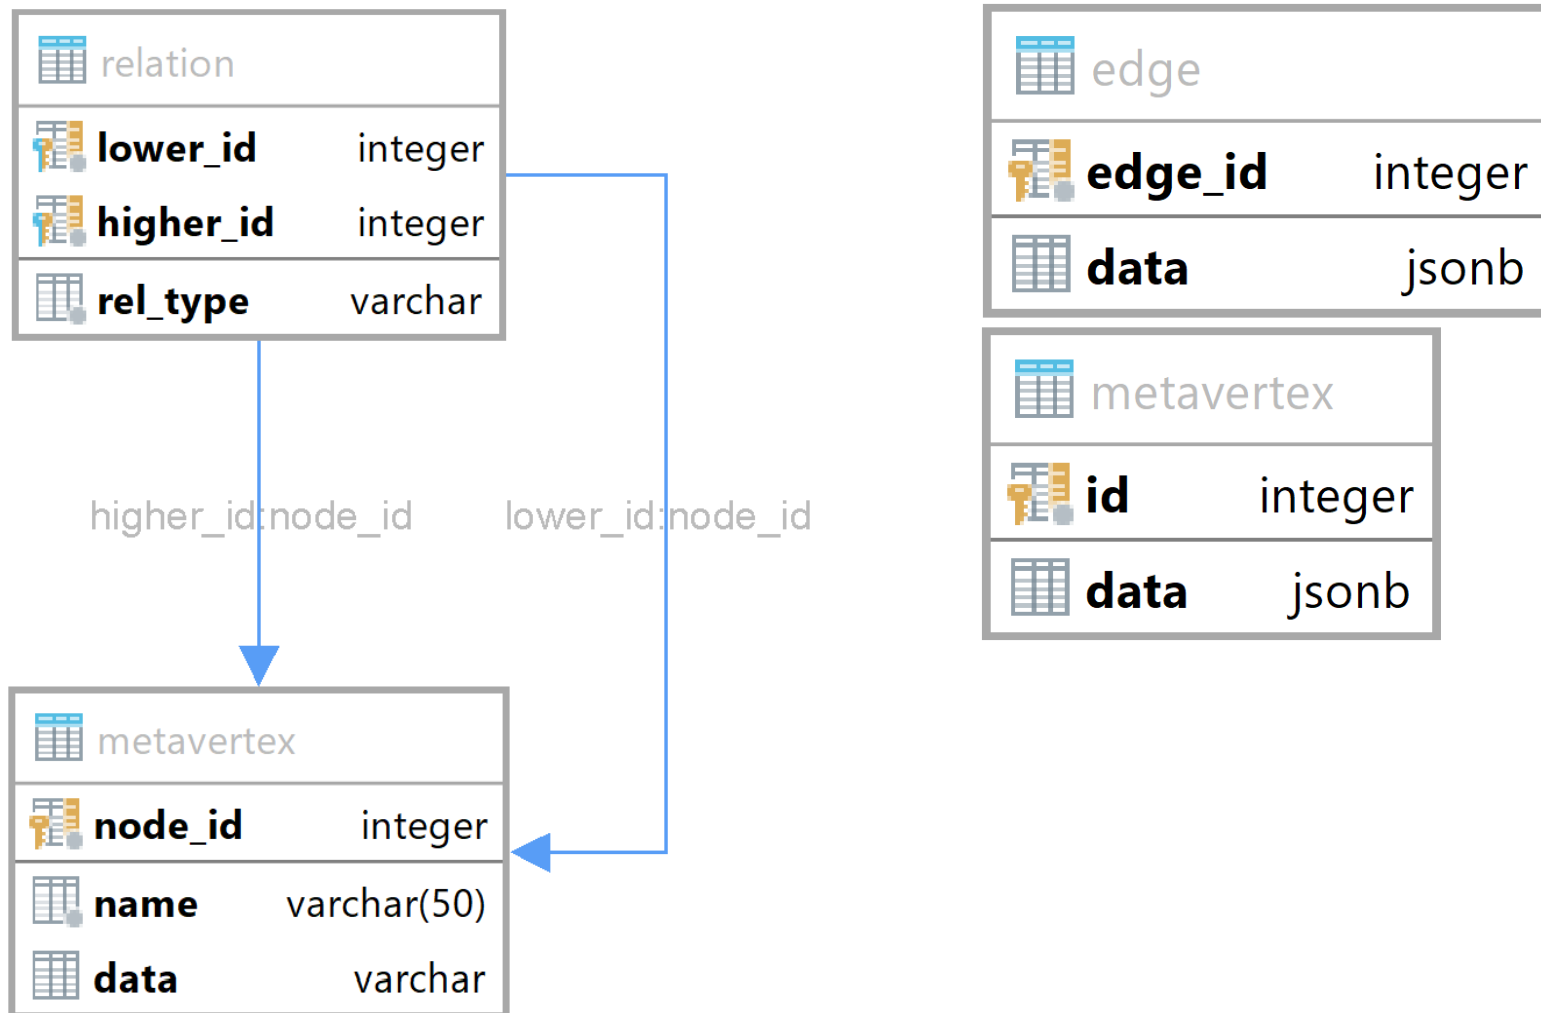 relation
lower_id integer
higher_id integer
rel_type varchar
higher_id:node_id
lower_id:node_id
metavertex
node_id integer
name varchar(50)
data varchar
edge
edge_id integer
data jsonb
metavertex
id integer
data jsonb